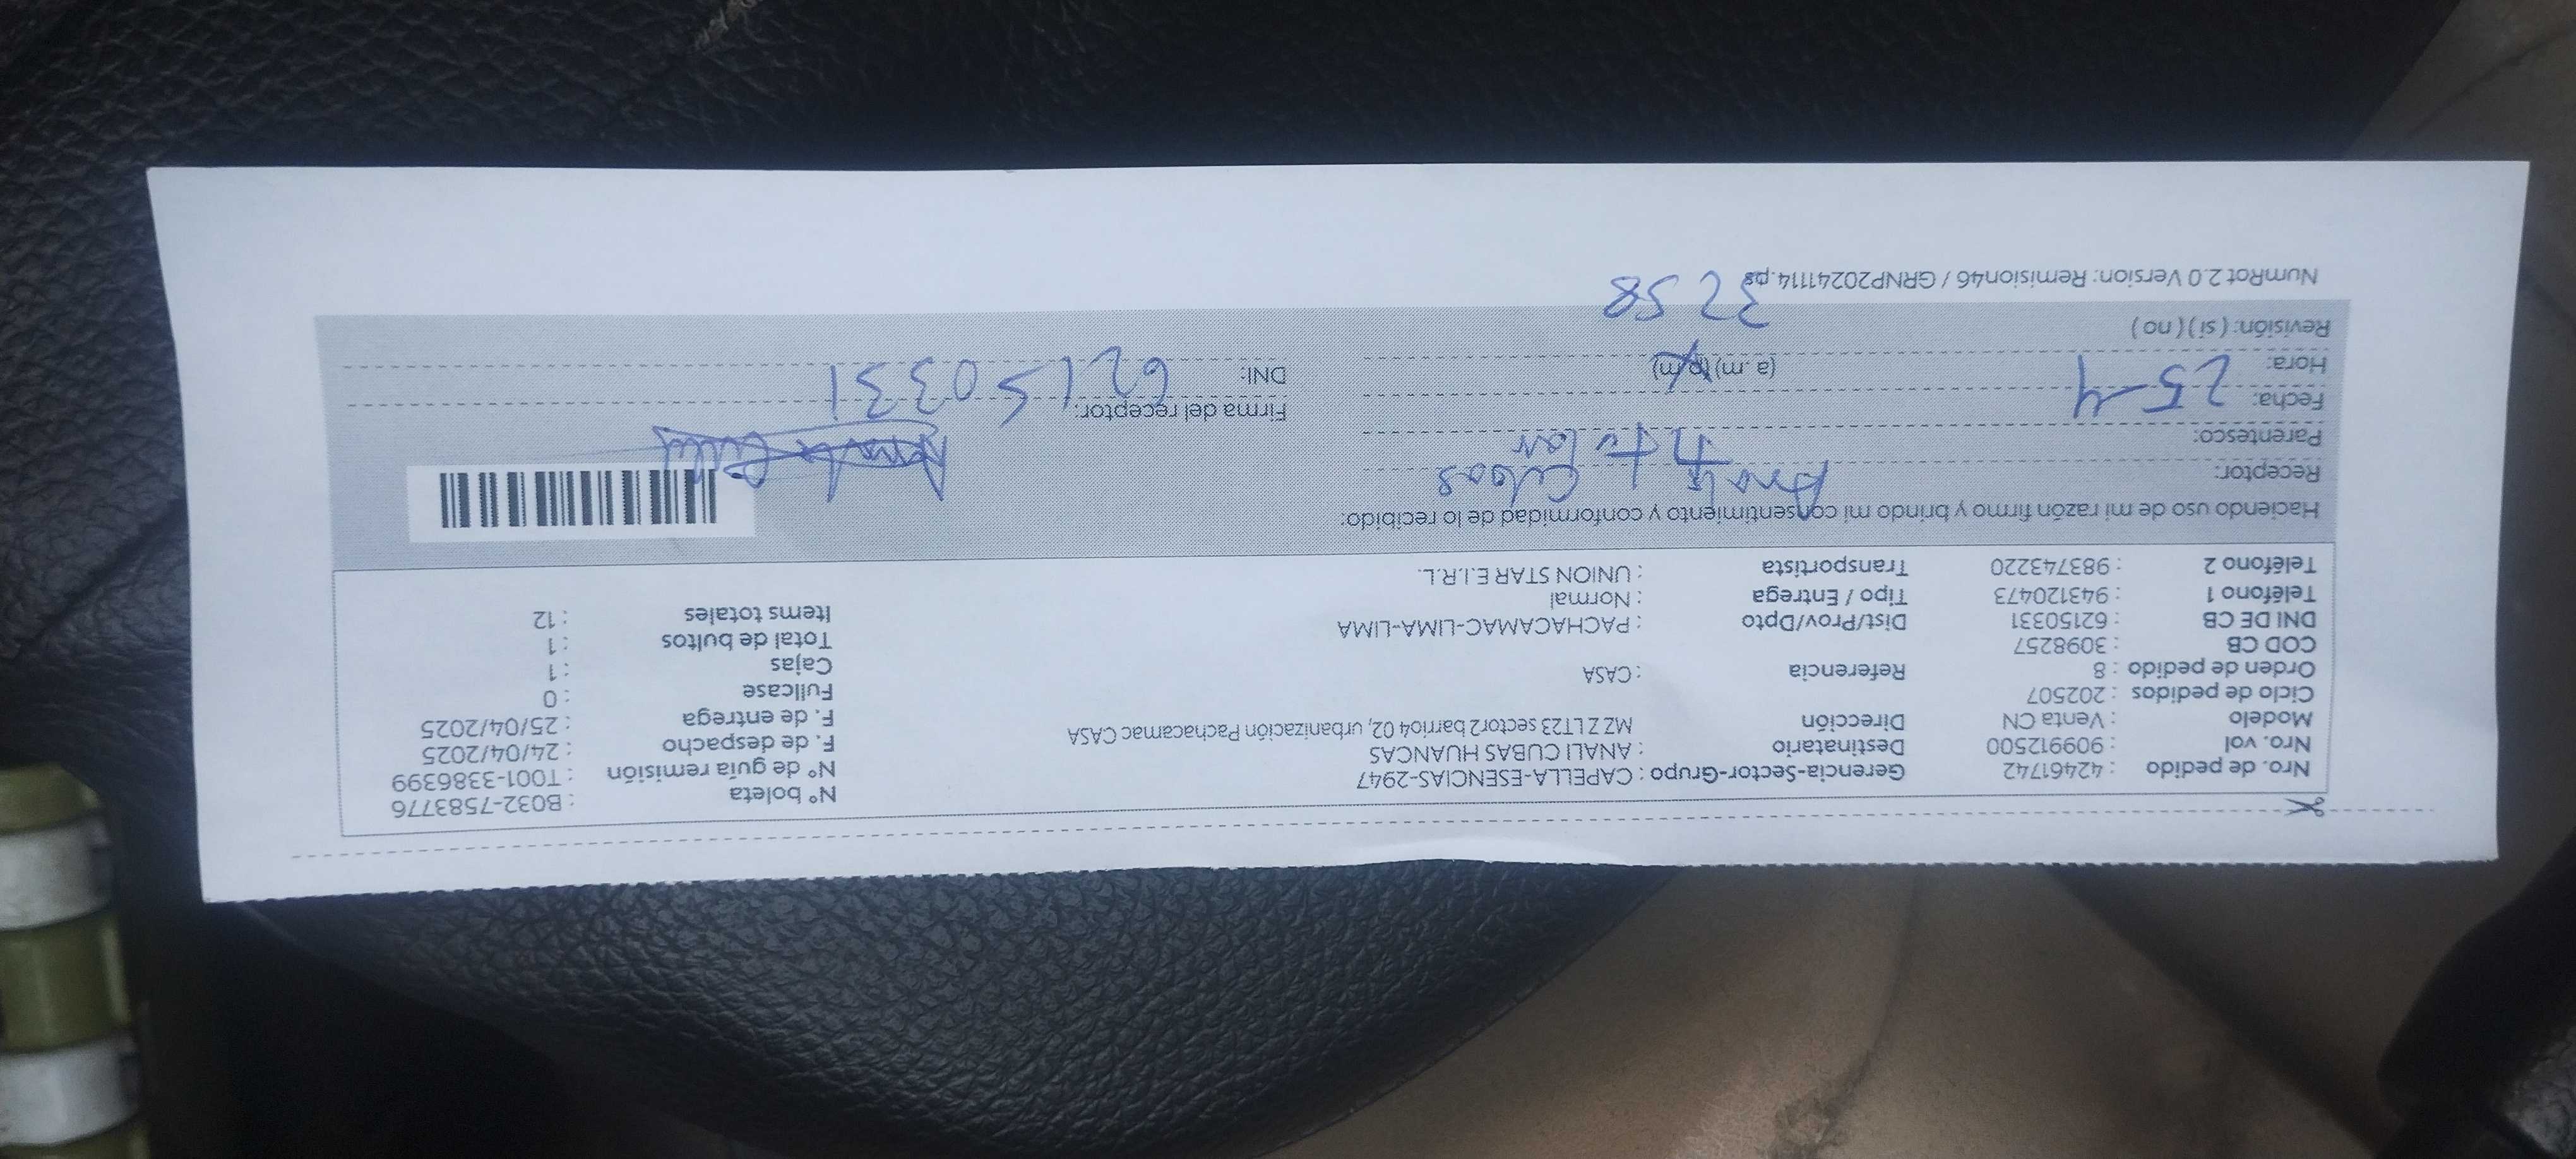 Nro. de pedido : 42461742 Gerencia-Sector-Grupo : CAPELLA-ESENCIAS-2947 N° boleta : B032-7583776
Nro. vol : 909912500 Destinatario : ANALI CUBAS HUANCAS N° de guía remisión : T001-3386399
Modelo : Venta CN Dirección MZ Z LT23 sector2 barrio4 02, urbanización Pachacamac CASA F. de despacho : 24/04/2025
Ciclo de pedidos : 202507 F. de entrega : 25/04/2025
Orden de pedido : 8 Referencia : CASA Fullcase : 0
COD CB : 3098257 Cajas : 1
DNI DE CB : 62150331 Dist/Prov/Dpto : PACHACAMAC-LIMA-LIMA Total de bultos : 1
Teléfono 1 : 943120473 Tipo / Entrega : Normal Items totales : 12
Teléfono 2 : 983743220 Transportista : UNION STAR E.I.R.L.
Haciendo uso de mi razón firmo y brindo mi consentimiento y conformidad de lo recibido:
Receptor: Anali Cubas
Parentesco: titular
Fecha: 25-4 Firma del receptor:
Hora: (a.m) (p.m) DNI: 62150331
Revisión: (si) (no) 3258
NumRot 2.0 Version: Remision46 / GRNP20241114.ps